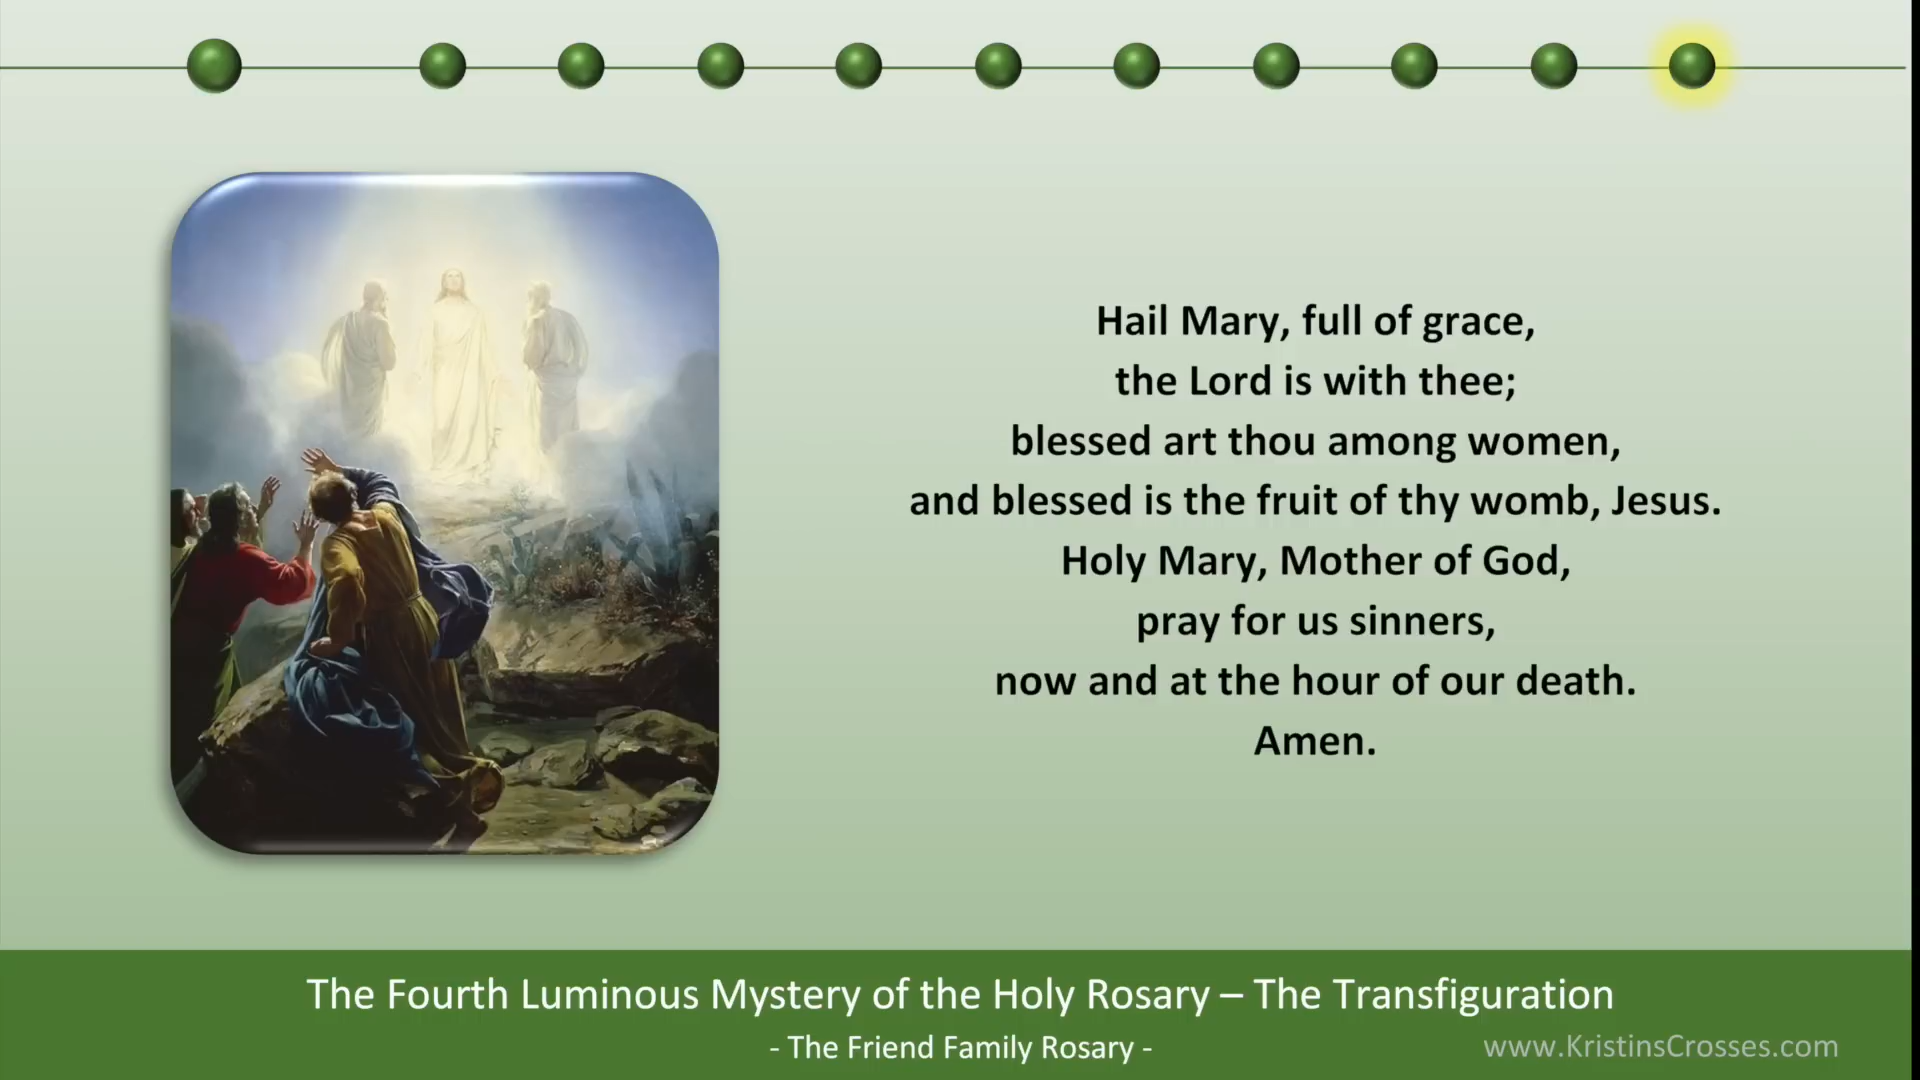 Hail Mary, full of grace,
the Lord is with thee;
blessed art thou among women,
and blessed is the fruit of thy womb, Jesus.
Holy Mary, Mother of God,
pray for us sinners,
now and at the hour of our death.
Amen.
The Fourth Luminous Mystery of the Holy Rosary – The Transfiguration
- The Friend Family Rosary -
www.KristinsCrosses.com